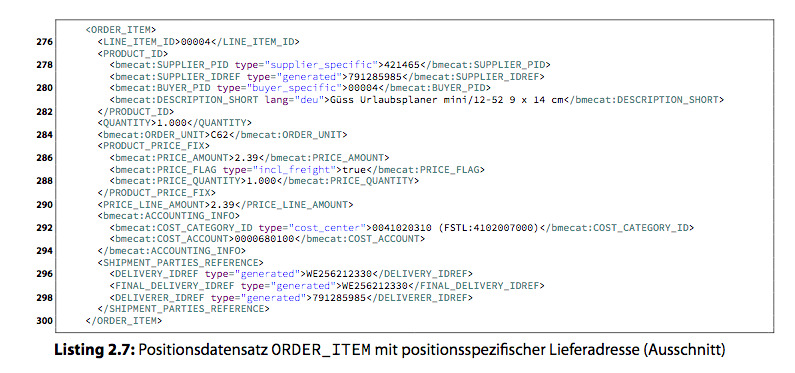 <ORDER_ITEM>
276 <LINE_ITEM_ID>00004</LINE_ITEM_ID>
<PRODUCT_ID>
278 <bmecat:SUPPLIER_PID type="supplier_specific">421465</bmecat:SUPPLIER_PID>
<bmecat:SUPPLIER_IDREF type="generated">791285985</bmecat:SUPPLIER_IDREF>
280 <bmecat:BUYER_PID type="buyer_specific">00004</bmecat:BUYER_PID>
<bmecat:DESCRIPTION_SHORT lang="deu">Güss Urlaubsplaner mini/12-52 9 x 14 cm</bmecat:DESCRIPTION_SHORT>
282 </PRODUCT_ID>
<QUANTITY>1.000</QUANTITY>
284 <bmecat:ORDER_UNIT>C62</bmecat:ORDER_UNIT>
<PRODUCT_PRICE_FIX>
286 <bmecat:PRICE_AMOUNT>2.39</bmecat:PRICE_AMOUNT>
<bmecat:PRICE_FLAG type="incl_freight">true</bmecat:PRICE_FLAG>
288 <bmecat:PRICE_QUANTITY>1.000</bmecat:PRICE_QUANTITY>
</PRODUCT_PRICE_FIX>
290 <PRICE_LINE_AMOUNT>2.39</PRICE_LINE_AMOUNT>
<bmecat:ACCOUNTING_INFO>
292 <bmecat:COST_CATEGORY_ID type="cost_center">0041020310 (FSTL:4102007000)</bmecat:COST_CATEGORY_ID>
<bmecat:COST_ACCOUNT>0000680100</bmecat:COST_ACCOUNT>
294 </bmecat:ACCOUNTING_INFO>
<SHIPMENT_PARTIES_REFERENCE>
296 <DELIVERY_IDREF type="generated">WE256212330</DELIVERY_IDREF>
<FINAL_DELIVERY_IDREF type="generated">WE256212330</FINAL_DELIVERY_IDREF>
298 <DELIVERER_IDREF type="generated">791285985</DELIVERER_IDREF>
</SHIPMENT_PARTIES_REFERENCE>
300 </ORDER_ITEM>
Listing 2.7: Positionsdatensatz ORDER_ITEM mit positionsspezifischer Lieferadresse (Ausschnitt)